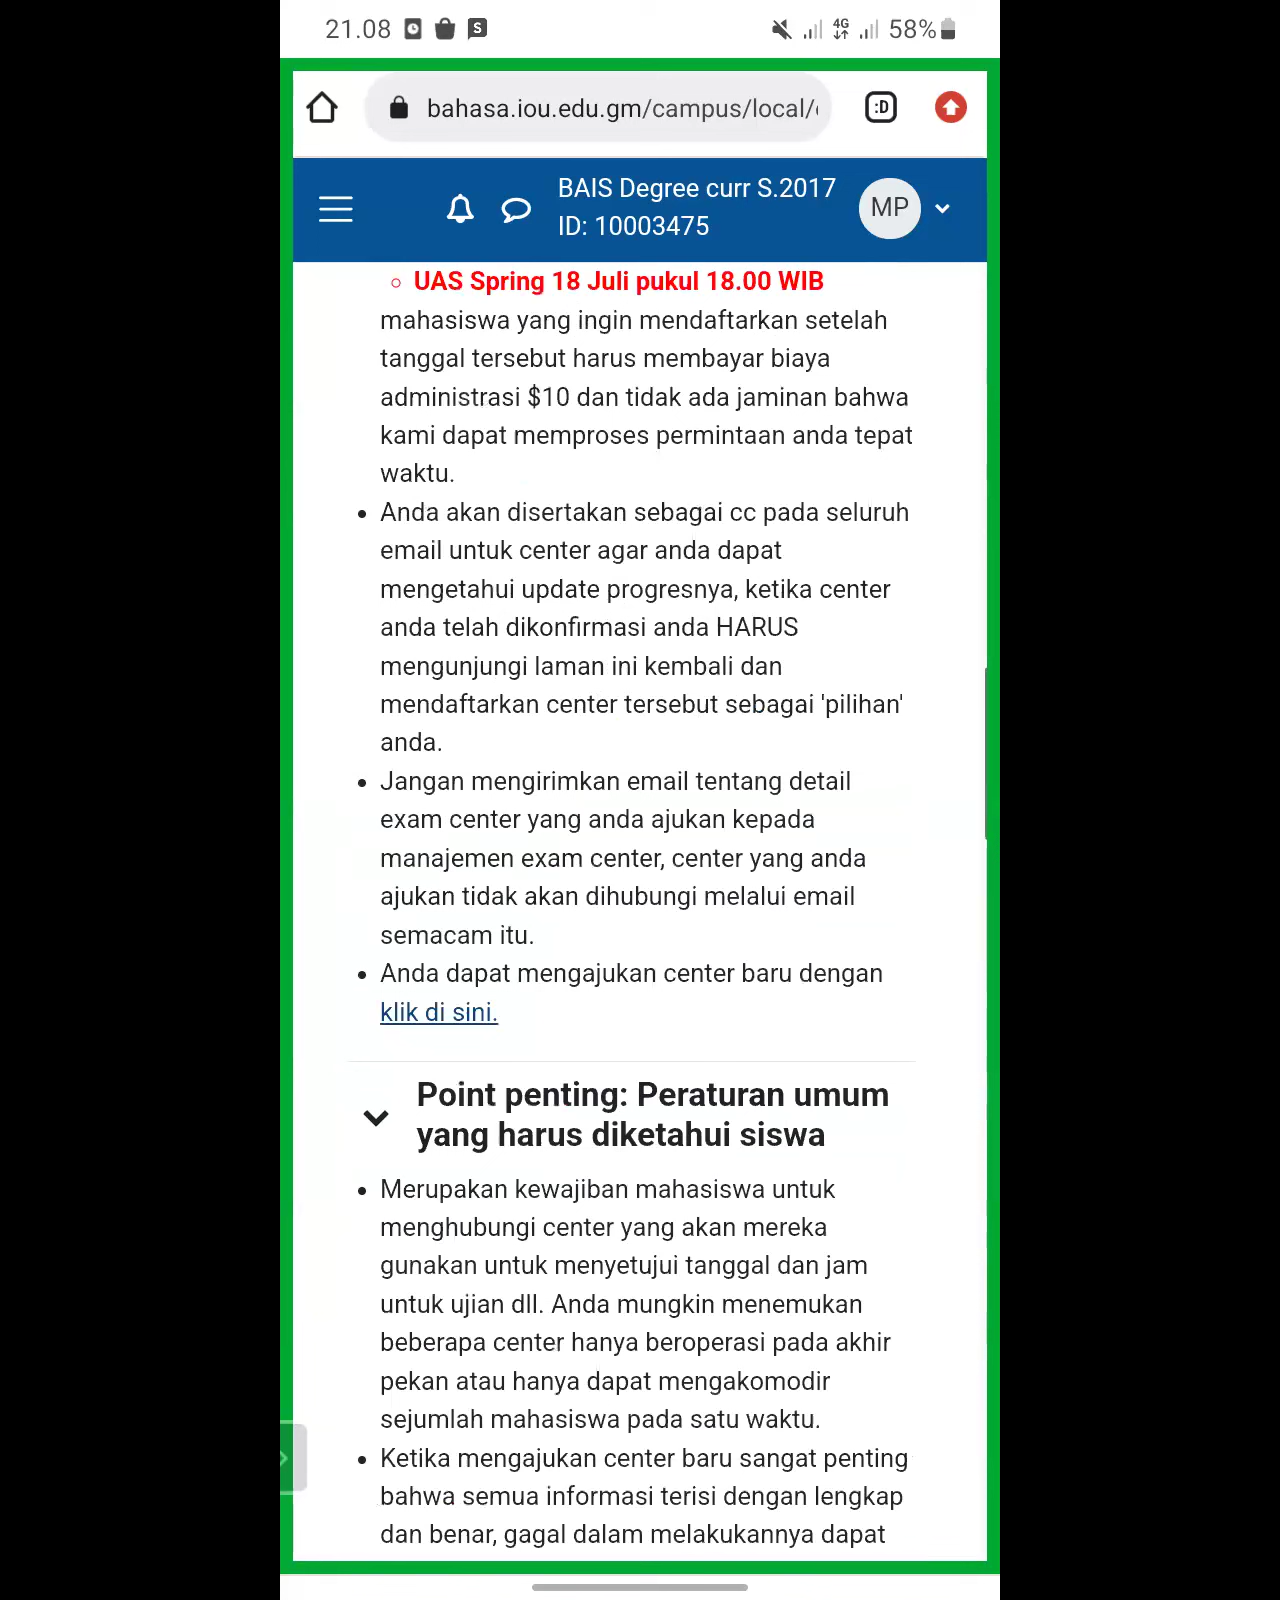 21.08
4G
58%
bahasa.iou.edu.gm/campus/local/
:D
BAIS Degree curr S.2017
ID: 10003475
MP
UAS Spring 18 Juli pukul 18.00 WIB
mahasiswa yang ingin mendaftarkan setelah
tanggal tersebut harus membayar biaya
administrasi $10 dan tidak ada jaminan bahwa
kami dapat memproses permintaan anda tepat
waktu.
Anda akan disertakan sebagai cc pada seluruh
email untuk center agar anda dapat
mengetahui update progresnya, ketika center
anda telah dikonfirmasi anda HARUS
mengunjungi laman ini kembali dan
mendaftarkan center tersebut sebagai 'pilihan'
anda.
Jangan mengirimkan email tentang detail
exam center yang anda ajukan kepada
manajemen exam center, center yang anda
ajukan tidak akan dihubungi melalui email
semacam itu.
Anda dapat mengajukan center baru dengan
klik di sini.
Point penting: Peraturan umum
yang harus diketahui siswa
Merupakan kewajiban mahasiswa untuk
menghubungi center yang akan mereka
gunakan untuk menyetujui tanggal dan jam
untuk ujian dll. Anda mungkin menemukan
beberapa center hanya beroperasi pada akhir
pekan atau hanya dapat mengakomodir
sejumlah mahasiswa pada satu waktu.
Ketika mengajukan center baru sangat penting
bahwa semua informasi terisi dengan lengkap
dan benar, gagal dalam melakukannya dapat